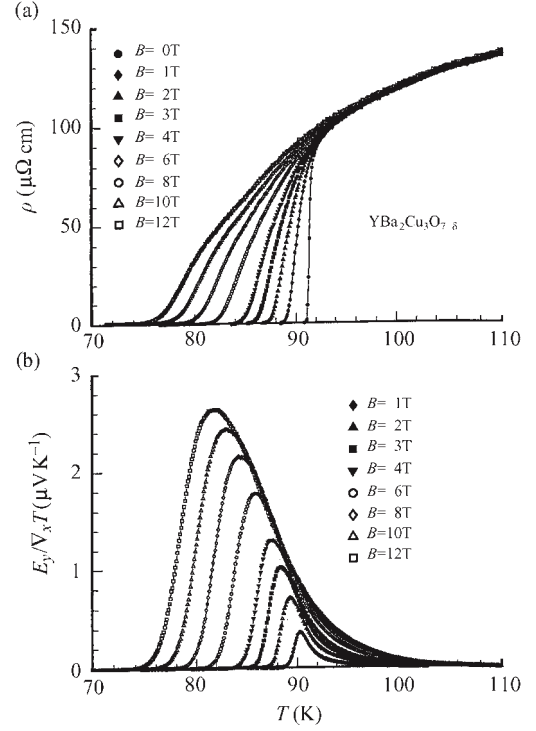 (a)
150
100
50
0
ρ (μΩ cm)
B= 0T
B= 1T
B= 2T
B= 3T
B= 4T
B= 6T
B= 8T
B=10T
B=12T
YBa₂Cu₃O₇₋δ
70 80 90 100 110
(b)
3
2
1
0
E_y/∇_xT(μV K⁻¹)
B= 1T
B= 2T
B= 3T
B= 4T
B= 6T
B= 8T
B=10T
B=12T
70 80 90 100 110
T (K)